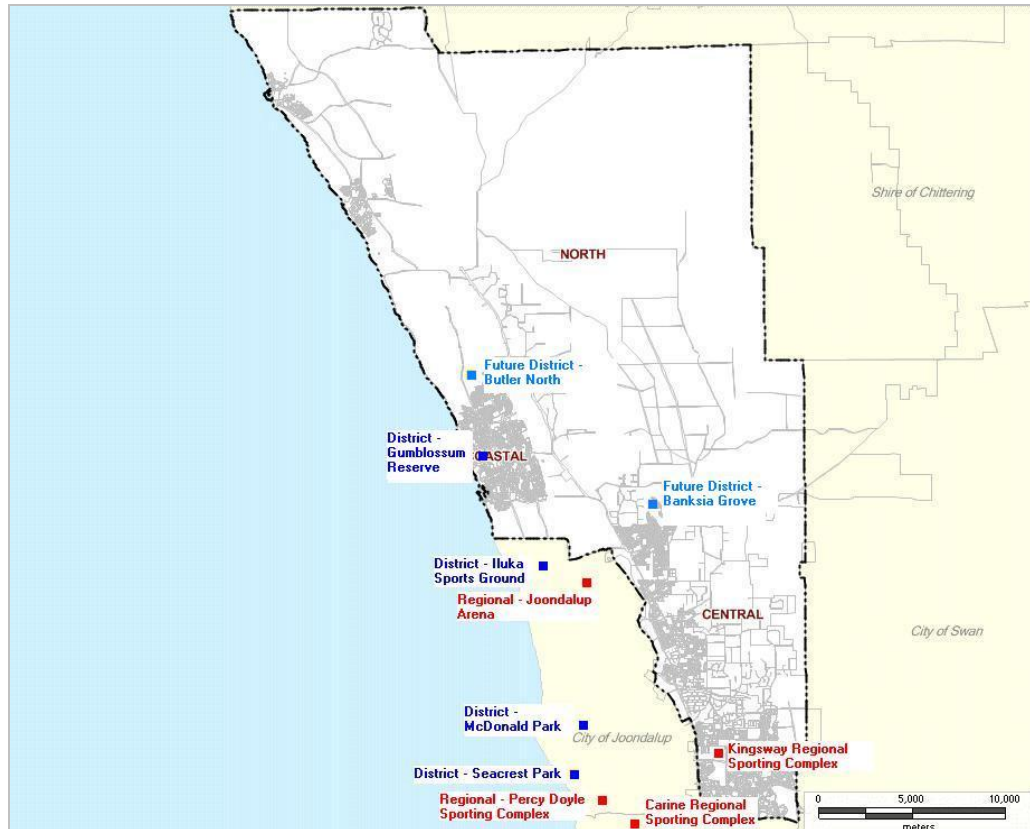 Shire of Chittering
NORTH
Future District -
Butler North
District -
Gumblossum
Reserve
COASTAL
Future District -
Banksia Grove
District - Iluka
Sports Ground
Regional - Joondalup
Arena
CENTRAL
City of Swan
District -
McDonald Park
City of Joondalup
Kingsway Regional
Sporting Complex
District - Seacrest Park
Regional - Percy Doyle
Sporting Complex
Carine Regional
Sporting Complex
0 5,000 10,000
meters